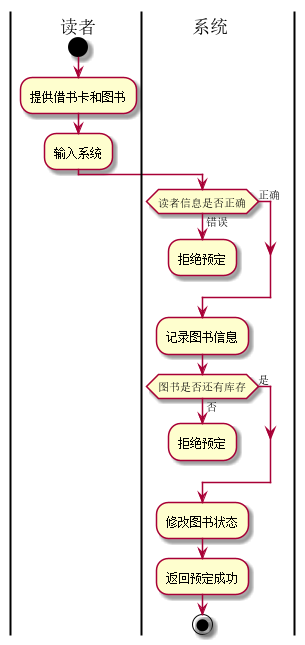 读者
系统
提供借书卡和图书
输入系统
读者信息是否正确
正确
错误
拒绝预定
记录图书信息
图书是否还有库存
是
否
拒绝预定
修改图书状态
返回预定成功